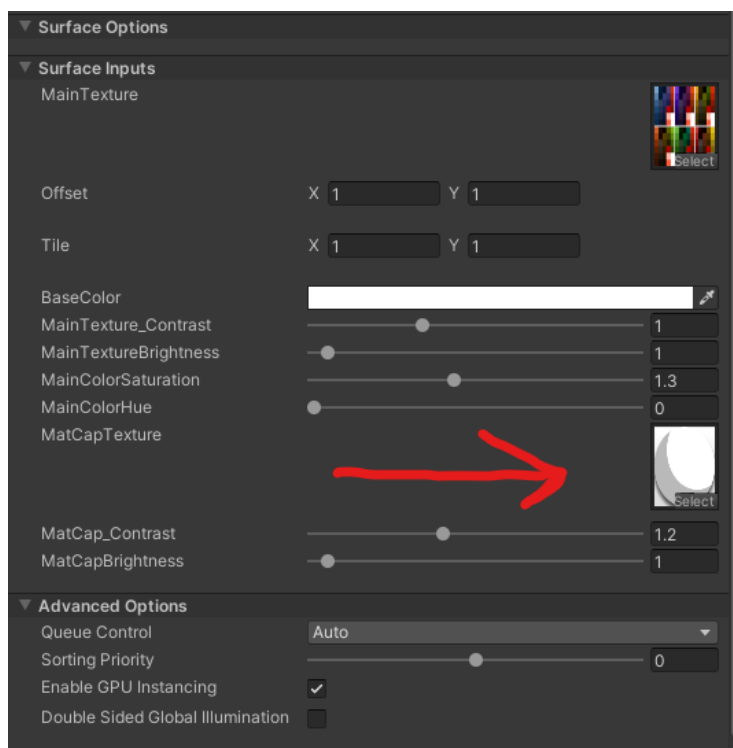 Surface Options
Surface Inputs
MainTexture
Select
Offset X 1 Y 1
Tile X 1 Y 1
BaseColor
MainTexture_Contrast 1
MainTextureBrightness 1
MainColorSaturation 1.3
MainColorHue 0
MatCapTexture
Select
MatCap_Contrast 1.2
MatCapBrightness 1
Advanced Options
Queue Control Auto
Sorting Priority 0
Enable GPU Instancing
Double Sided Global Illumination